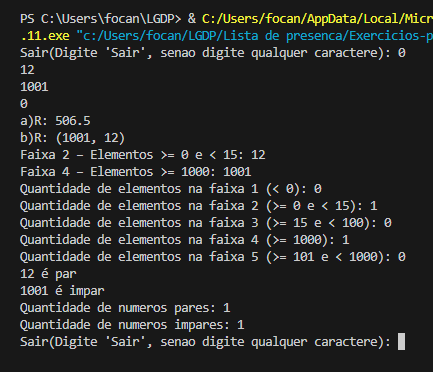 PS C:\Users\focan\LGDP> & C:/Users/focan/AppData/Local/Micr
.11.exe "c:/Users/focan/LGDP/Lista de presenca/Exercicios-p
Sair(Digite 'Sair', senao digite qualquer caractere): 0
12
1001
0
a)R: 506.5
b)R: (1001, 12)
Faixa 2 – Elementos >= 0 e < 15: 12
Faixa 4 – Elementos >= 1000: 1001
Quantidade de elementos na faixa 1 (< 0): 0
Quantidade de elementos na faixa 2 (>= 0 e < 15): 1
Quantidade de elementos na faixa 3 (>= 15 e < 100): 0
Quantidade de elementos na faixa 4 (>= 1000): 1
Quantidade de elementos na faixa 5 (>= 101 e < 1000): 0
12 é par
1001 é impar
Quantidade de numeros pares: 1
Quantidade de numeros impares: 1
Sair(Digite 'Sair', senao digite qualquer caractere):